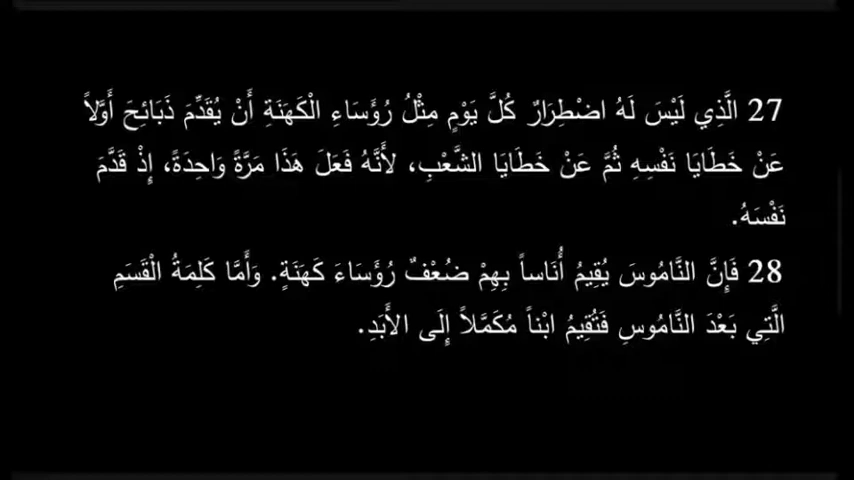 27 الَّذِي لَيْسَ لَهُ اضْطِرَارٌ كُلَّ يَوْمٍ مِثْلُ رُؤَسَاءِ الْكَهَنَةِ أَنْ يُقَدِّمَ ذَبَائِحَ أَوَّلاً
عَنْ خَطَايَا نَفْسِهِ ثُمَّ عَنْ خَطَايَا الشَّعْبِ، لأَنَّهُ فَعَلَ هَذَا مَرَّةً وَاحِدَةً، إِذْ قَدَّمَ
نَفْسَهُ.
28 فَإِنَّ النَّامُوسَ يُقِيمُ أُنَاساً بِهِمْ ضُعْفٌ رُؤَسَاءَ كَهَنَةٍ. وَأَمَّا كَلِمَةُ الْقَسَمِ
الَّتِي بَعْدَ النَّامُوسِ فَتُقِيمُ ابْناً مُكَمَّلاً إِلَى الأَبَدِ.